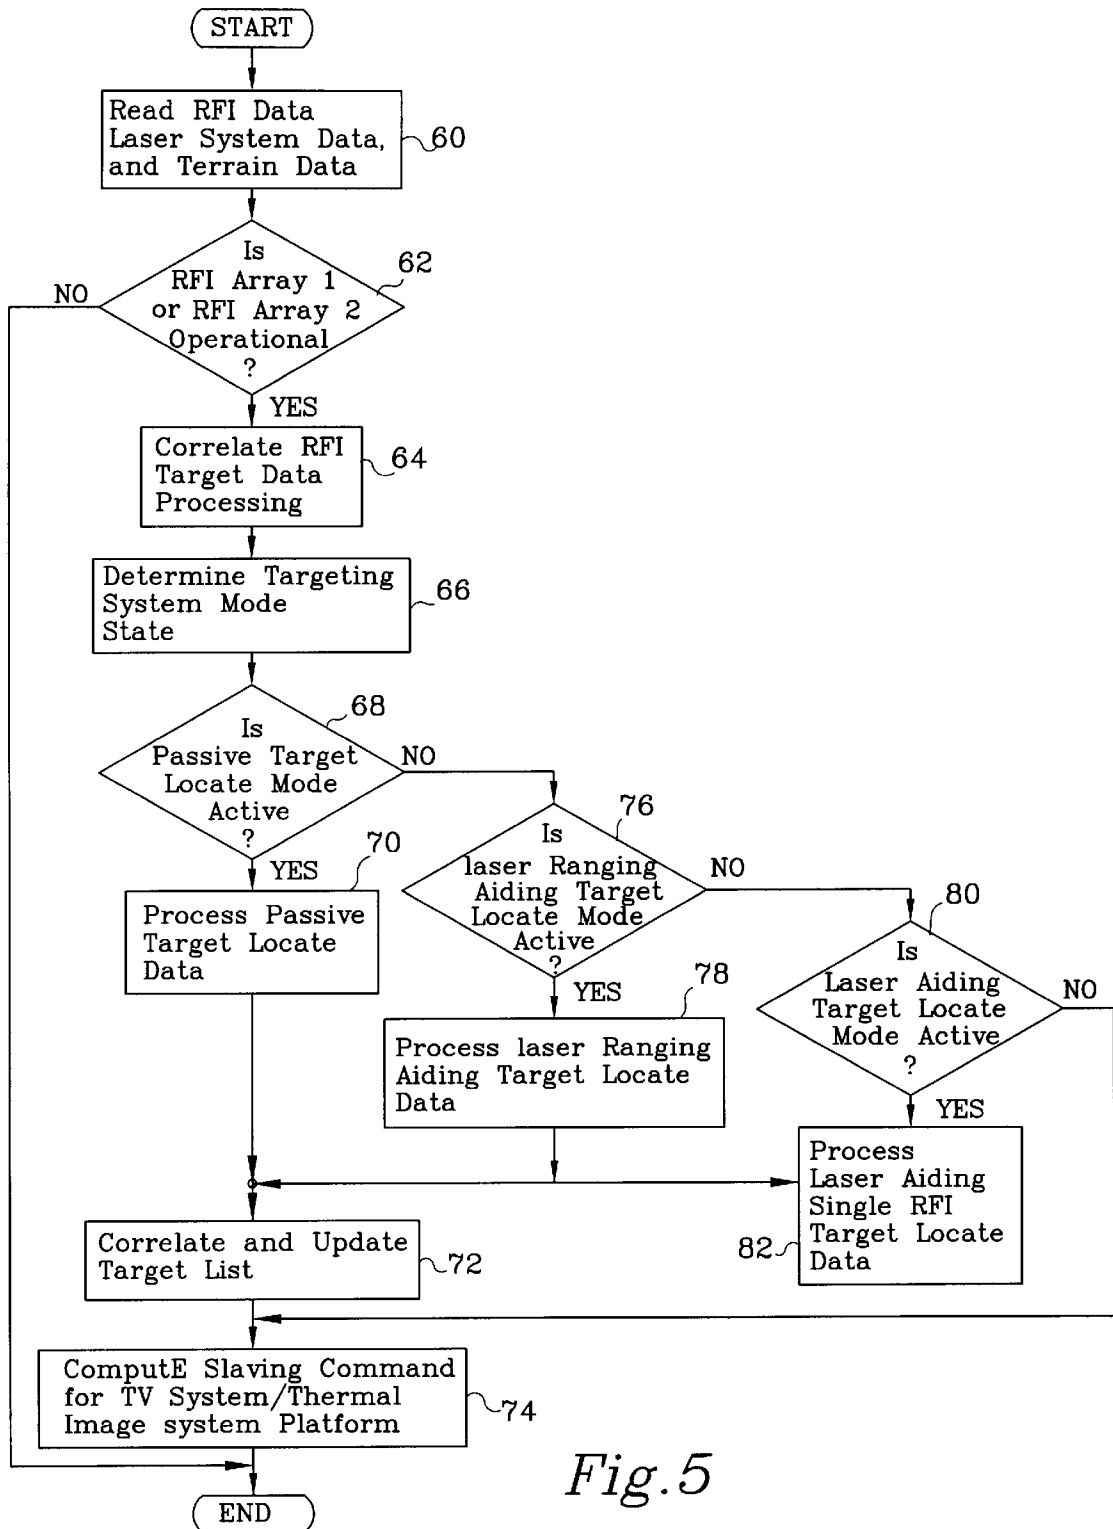 START
Read RFI Data
Laser System Data,
and Terrain Data
60
Is
RFI Array 1
or RFI Array 2
Operational
?
62
NO
YES
Correlate RFI
Target Data
Processing
64
Determine Targeting
System Mode
State
66
Is
Passive Target
Locate Mode
Active
?
68
NO
YES
70
Process Passive
Target Locate
Data
Is
laser Ranging
Aiding Target
Locate Mode
Active
?
76
NO
YES
78
Process laser Ranging
Aiding Target Locate
Data
80
Is
Laser Aiding
Target Locate
Mode Active
?
NO
YES
Process
Laser Aiding
Single RFI
Target Locate
Data
82
Correlate and Update
Target List
72
ComputE Slaving Command
for TV System/Thermal
Image system Platform
74
END
Fig.5